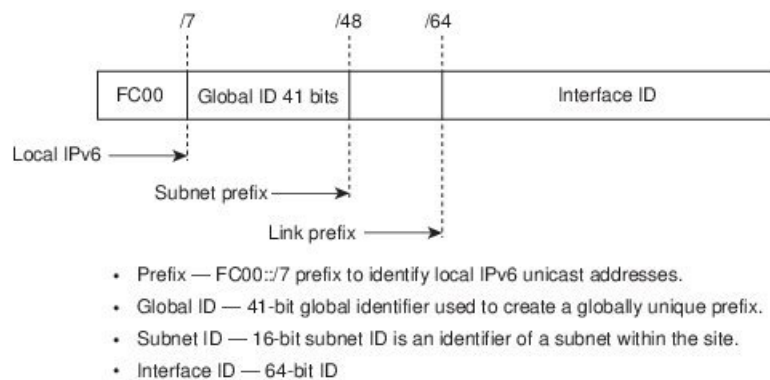 /7 /48 /64
FC00 Global ID 41 bits Interface ID
Local IPv6
Subnet prefix
Link prefix
• Prefix — FC00::/7 prefix to identify local IPv6 unicast addresses.
• Global ID — 41-bit global identifier used to create a globally unique prefix.
• Subnet ID — 16-bit subnet ID is an identifier of a subnet within the site.
• Interface ID — 64-bit ID